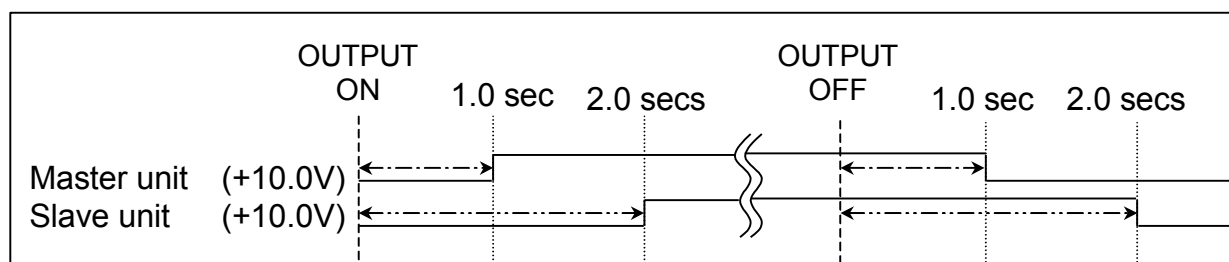 OUTPUT ON
OUTPUT OFF
1.0 sec
2.0 secs
1.0 sec
2.0 secs
Master unit (+10.0V)
Slave unit (+10.0V)